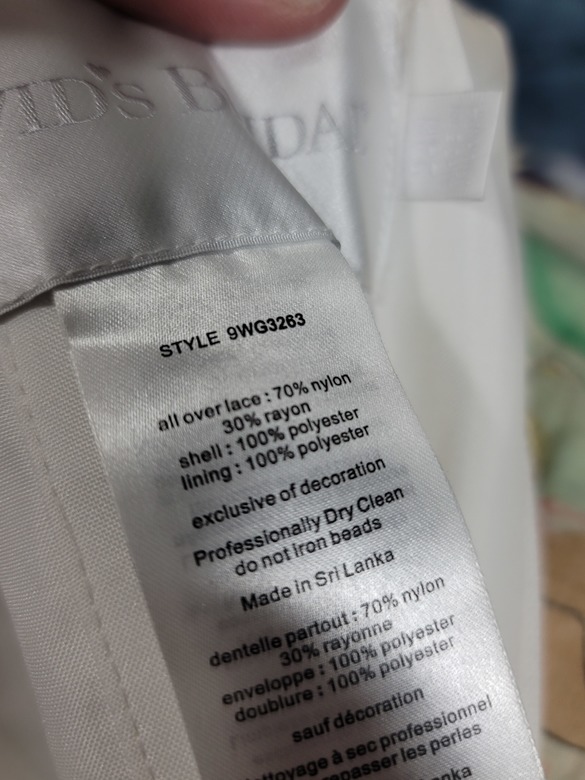 VID's B
IDAL
STYLE 9WG3263
all over lace : 70% nylon
30% rayon
shell : 100% polyester
lining : 100% polyester
exclusive of decoration
Professionally Dry Clean
do not iron beads
Made in Sri Lanka
dentelle partout : 70% nylon
30% rayonne
enveloppe : 100% polyester
doublure : 100% polyester
sauf décoration
ettoyage à sec professionnel
epasser les perles